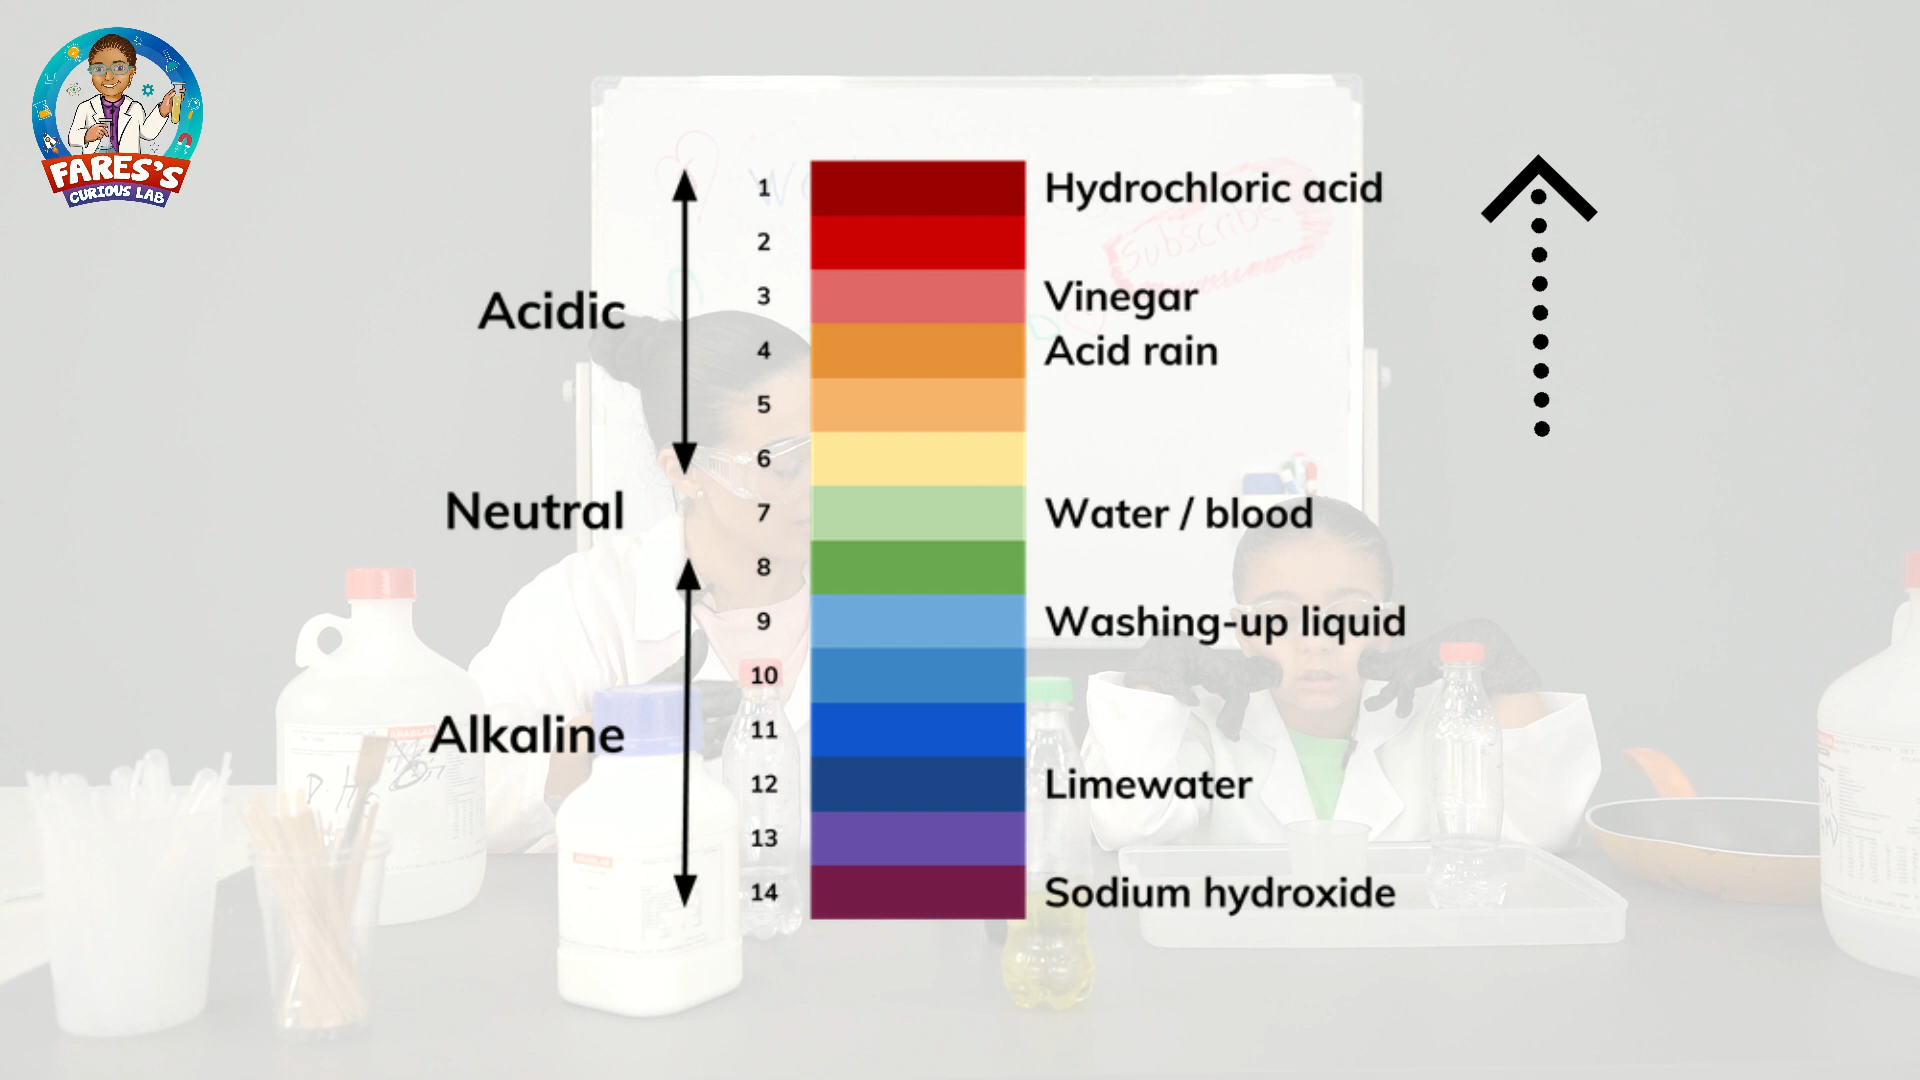 FARES'S
CURIOUS LAB
Subscribe
1 Hydrochloric acid
2
3 Vinegar
Acidic
4 Acid rain
5
6
Neutral 7 Water / blood
8
9 Washing-up liquid
10
Alkaline 11
12 Limewater
13
14 Sodium hydroxide